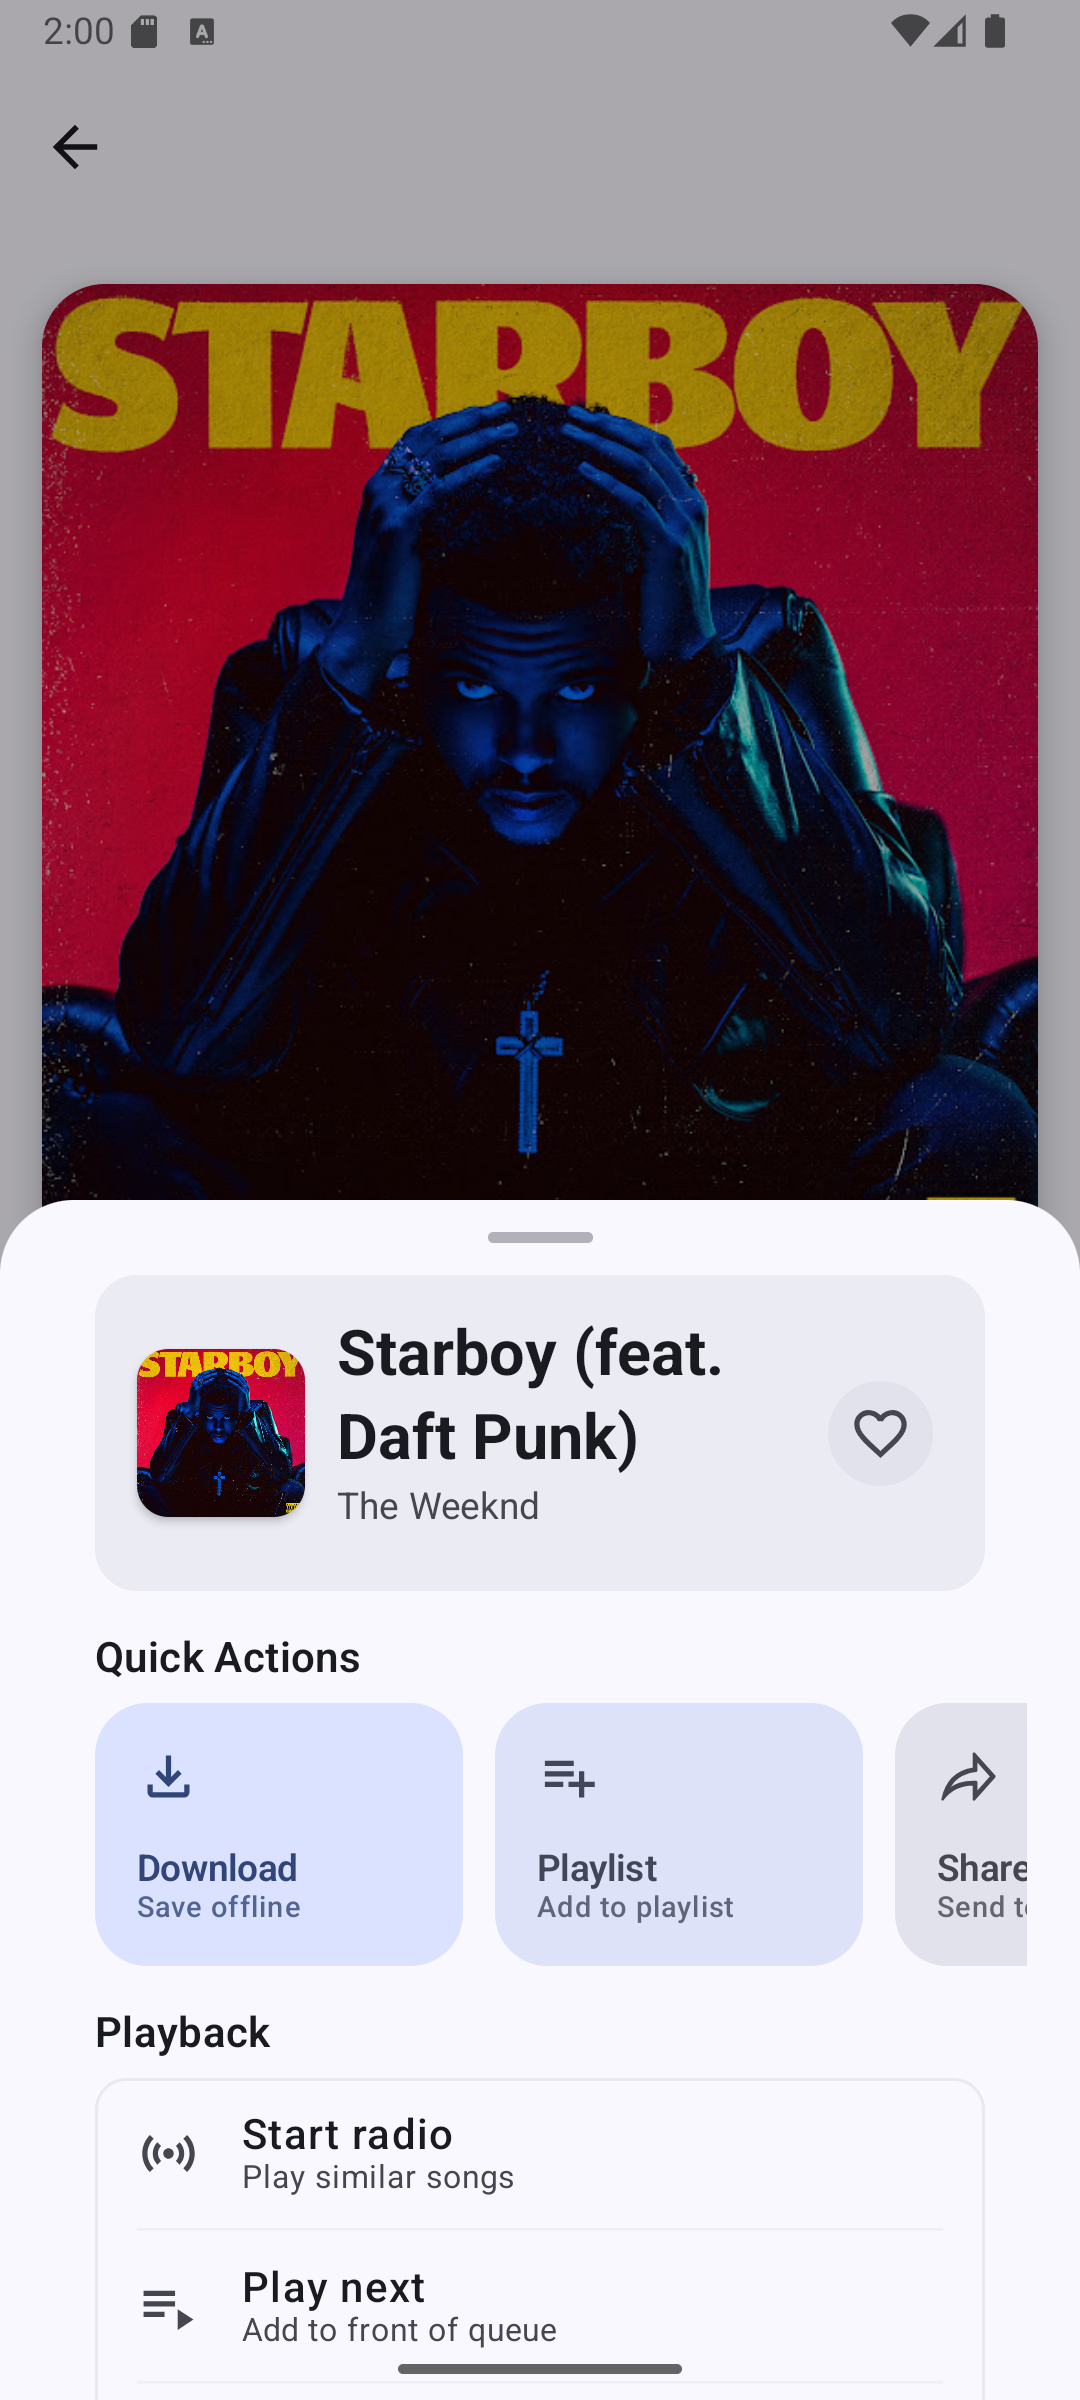 2:00
STARBOY
STARBOY
Starboy (feat.
Daft Punk)
The Weeknd
Quick Actions
Download
Save offline
Playlist
Add to playlist
Share
Send to
Playback
Start radio
Play similar songs
Play next
Add to front of queue